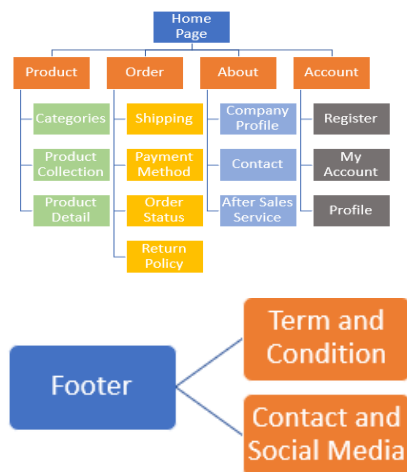 Home
Page
Product
Order
About
Account
Categories
Shipping
Company
Profile
Register
Product
Collection
Payment
Method
Contact
My
Account
Product
Detail
Order
Status
After Sales
Service
Profile
Return
Policy
Footer
Term and
Condition
Contact and
Social Media